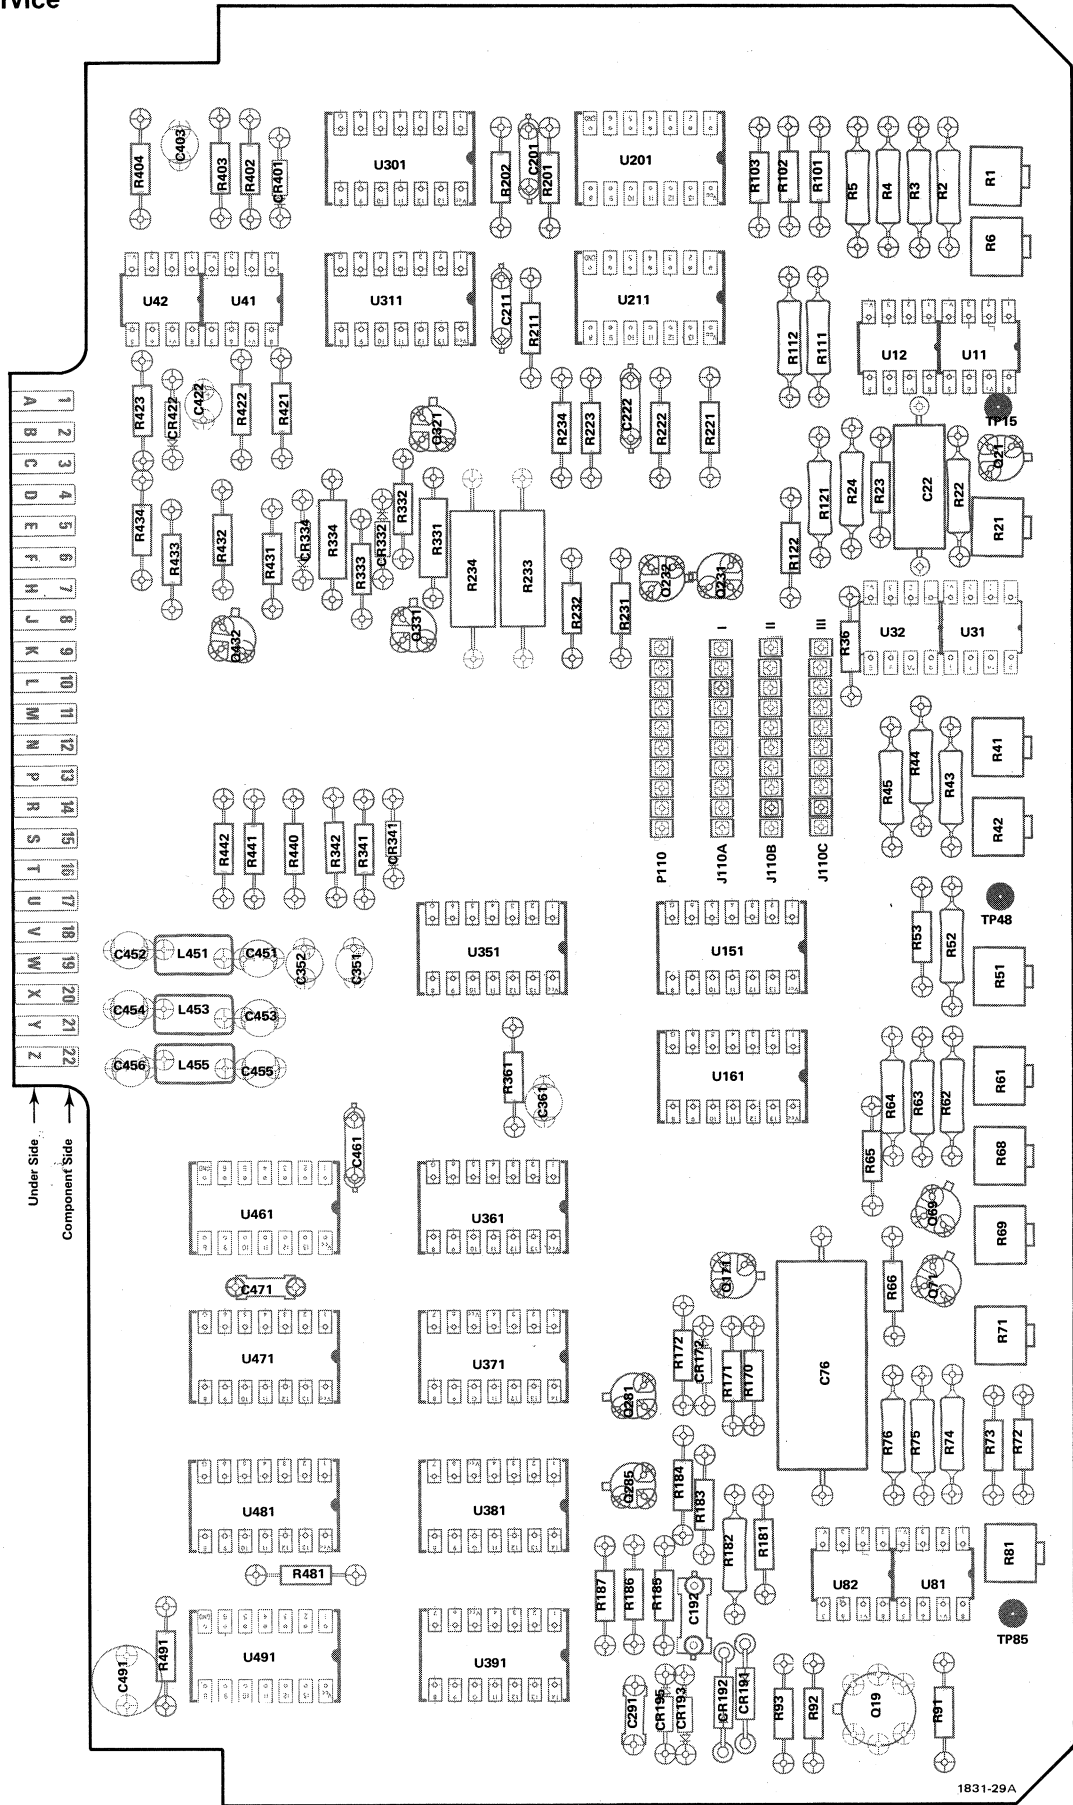 rvice
R404
C403
R403
R402
CR401
U301
R202
C201
R201
U201
R103
R102
R101
R5
R4
R3
R2
R1
R6
U42
U41
U311
C211
R211
U211
R112
R111
U12
U11
TP15
R423
CR422
C422
R422
R421
Q321
R234
R223
C222
R222
R221
R121
R24
R23
C22
R22
Q21
R21
R434
R433
R432
R431
CR334
R334
R333
CR332
R332
R331
R234
R233
R232
R231
Q232
Q231
R122
Q432
Q331
R36
U32
U31
I
II
III
A 1
B 2
C 3
D 4
E 5
F 6
H 7
J 8
K 9
L 10
M 11
N 12
P 13
R 14
S 15
T 16
U 17
V 18
W 19
X 20
Y 21
Z 22
Under Side
Component Side
R45
R44
R43
R41
R42
R442
R441
R440
R342
R341
CR341
P110
J110A
J110B
J110C
TP48
C452
L451
C451
C352
C351
U351
U151
R53
R52
R51
C454
L453
C453
C456
L455
C455
R361
C361
U161
R64
R63
R62
R61
C461
R65
R68
U461
U361
Q69
R69
C471
Q171
R66
Q71
U471
U371
R172
CR172
R171
R170
C76
R71
Q281
R76
R75
R74
R73
R72
U481
U381
Q285
R184
R183
R182
R181
R81
R481
R187
R186
R185
C192
U82
U81
TP85
C491
R491
U491
U391
C291
CR195
CR193
CR192
CR191
R93
R92
Q19
R91
1831-29A